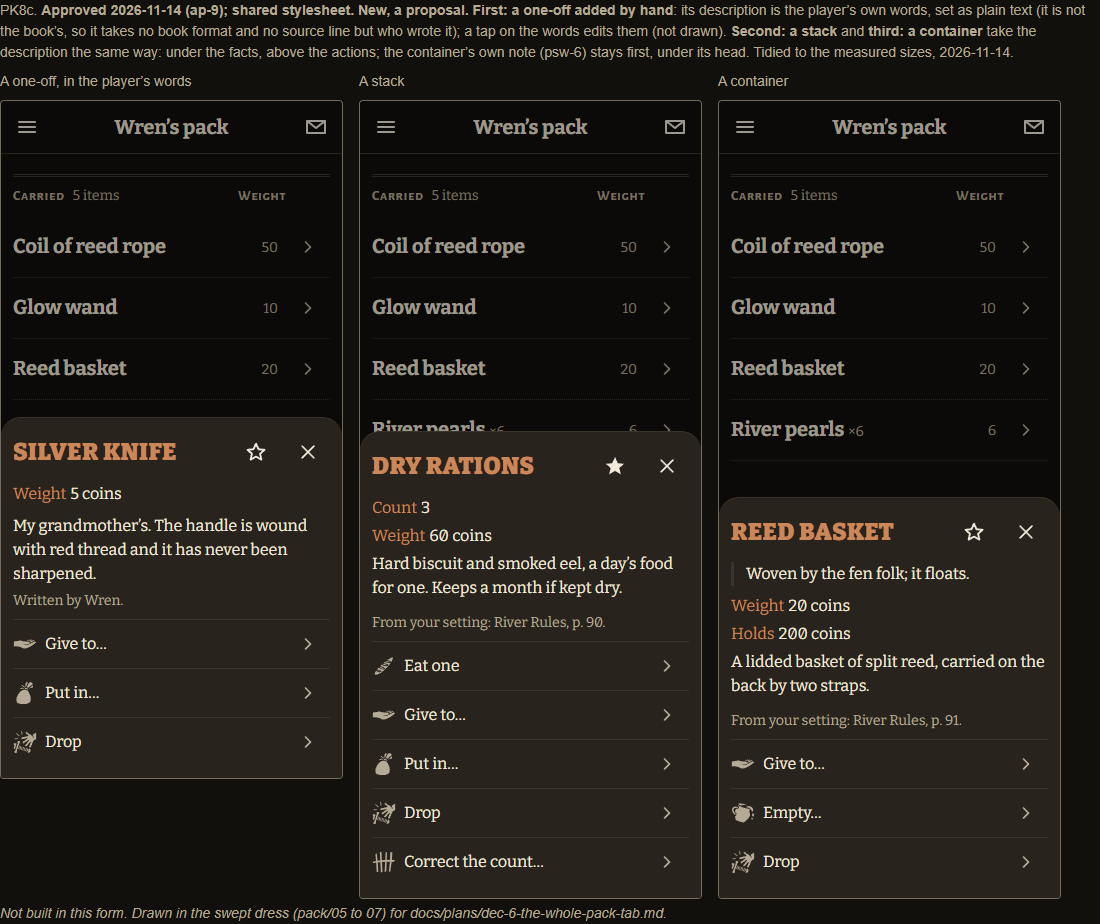 PK8c. Approved 2026-11-14 (ap-9); shared stylesheet. New, a proposal. First: a one-off added by hand: its description is the player's own words, set as plain text (it is not
the book's, so it takes no book format and no source line but who wrote it); a tap on the words edits them (not drawn). Second: a stack and third: a container take the
description the same way: under the facts, above the actions; the container's own note (psw-6) stays first, under its head. Tidied to the measured sizes, 2026-11-14.
A one-off, in the player's words
Wren's pack
CARRIED 5 items WEIGHT
Coil of reed rope 50
Glow wand 10
Reed basket 20
SILVER KNIFE
Weight 5 coins
My grandmother's. The handle is wound
with red thread and it has never been
sharpened.
Written by Wren.
Give to...
Put in...
Drop
A stack
Wren's pack
CARRIED 5 items WEIGHT
Coil of reed rope 50
Glow wand 10
Reed basket 20
River pearls ×6 6
DRY RATIONS
Count 3
Weight 60 coins
Hard biscuit and smoked eel, a day's food
for one. Keeps a month if kept dry.
From your setting: River Rules, p. 90.
Eat one
Give to...
Put in...
Drop
Correct the count...
A container
Wren's pack
CARRIED 5 items WEIGHT
Coil of reed rope 50
Glow wand 10
Reed basket 20
River pearls ×6 6
REED BASKET
Woven by the fen folk; it floats.
Weight 20 coins
Holds 200 coins
A lidded basket of split reed, carried on the
back by two straps.
From your setting: River Rules, p. 91.
Give to...
Empty...
Drop
Not built in this form. Drawn in the swept dress (pack/05 to 07) for docs/plans/dec-6-the-whole-pack-tab.md.